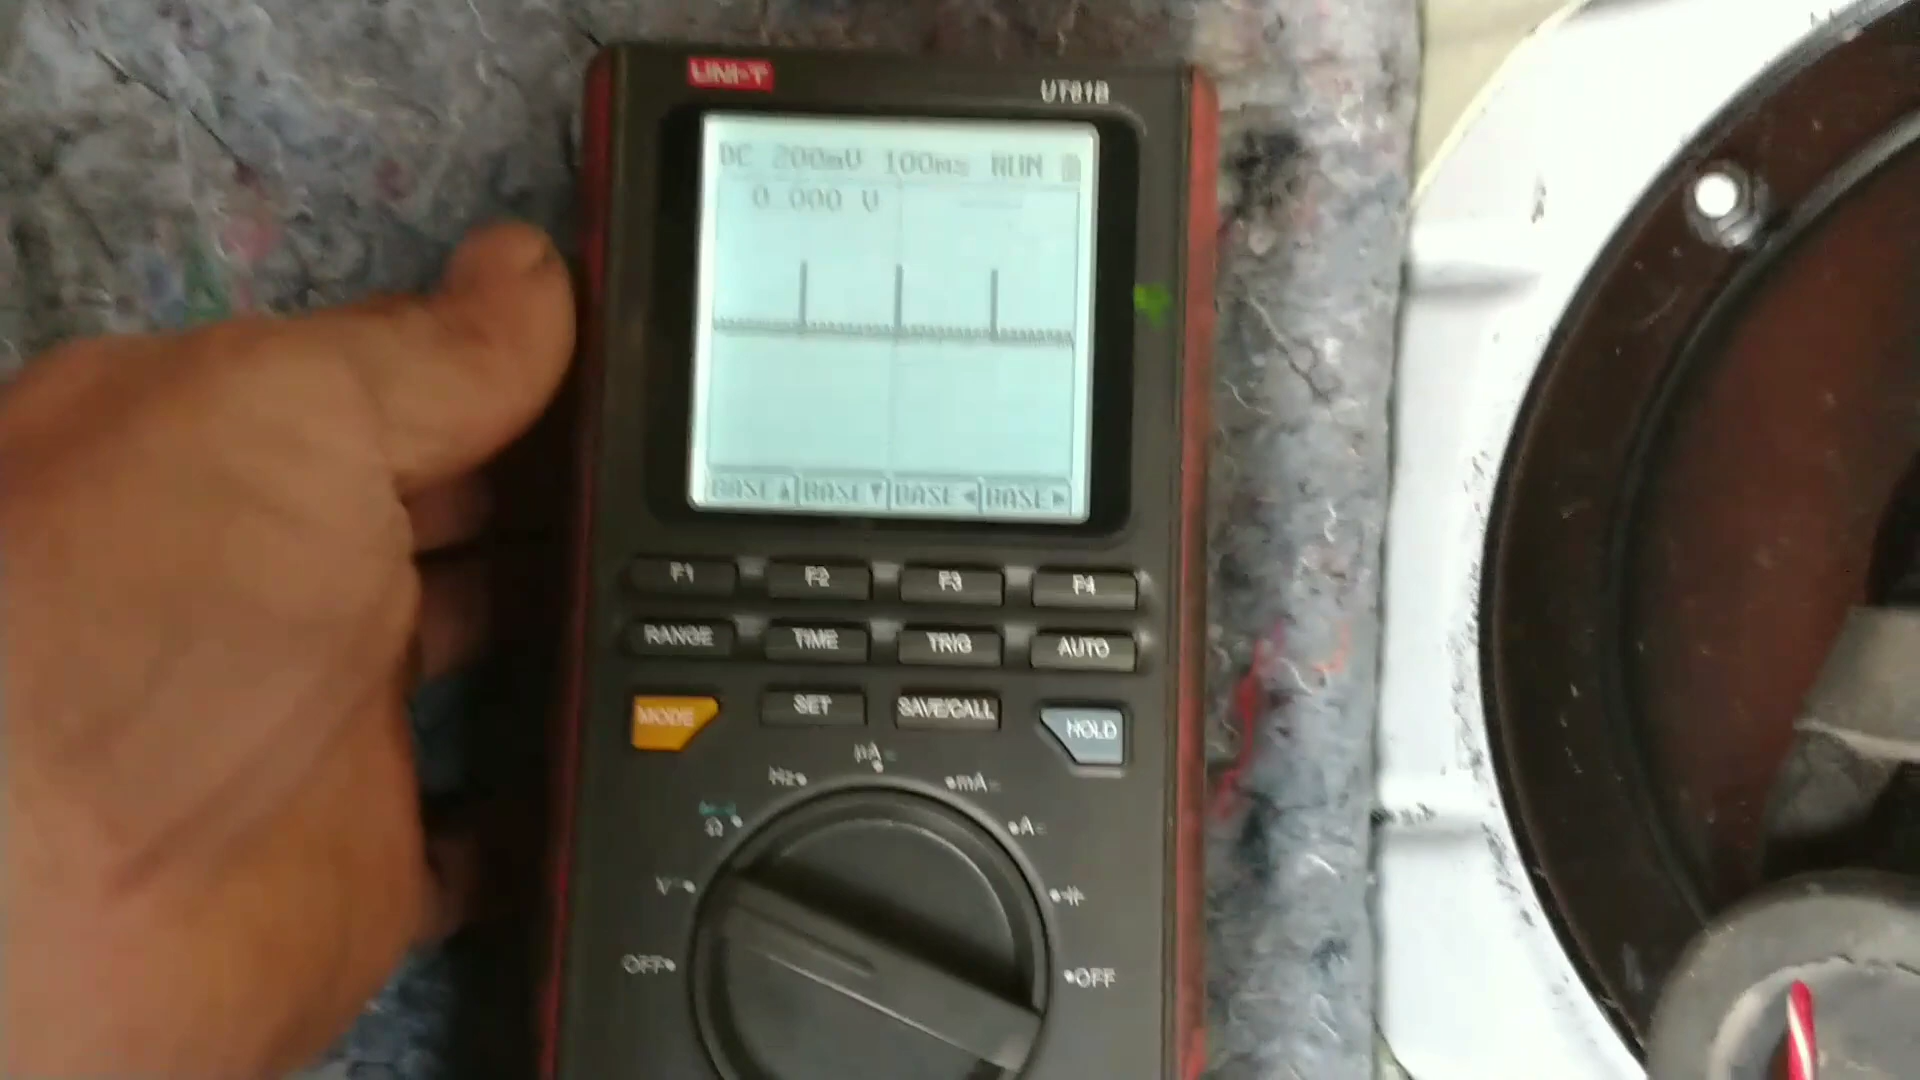 UNI-T
UT81B
DC 200mV 100ms RUN
0.000 V
BASE▲ BASE▼ BASE◄ BASE►
F1 F2 F3 F4
RANGE TIME TRIG AUTO
MODE SET SAVE/CALL HOLD
Hz µA mA
Ω A
V
OFF OFF